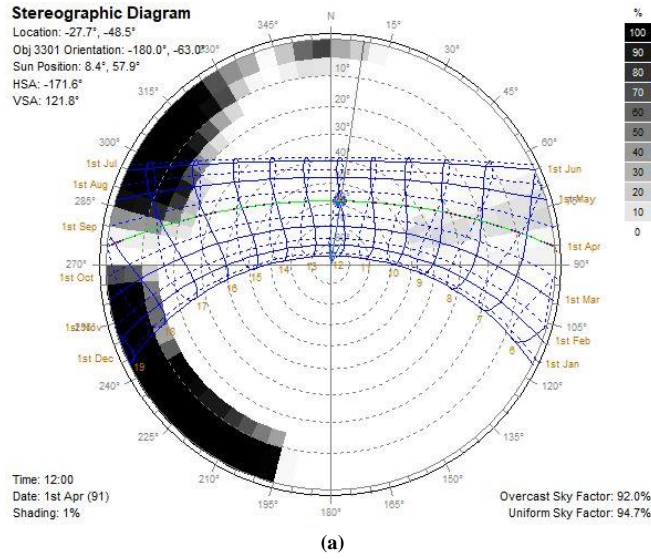 Stereographic Diagram
Location: -27.7°, -48.5°
Obj 3301 Orientation: -180.0°, -63.0°
Sun Position: 8.4°, 57.9°
HSA: -171.6°
VSA: 121.8°
N
345°
15°
330°
30°
315°
45°
300°
60°
285°
270°
90°
105°
240°
120°
225°
135°
210°
150°
195°
180°
165°
10°
20°
30°
40°
1st Jul
1st Aug
1st Sep
1st Oct
1st Nov
1st Dec
1st Jun
1st May
1st Apr
1st Mar
1st Feb
1st Jan
19
18
17
16
15
14
13
12
11
10
9
8
7
6
%
100
90
80
70
60
50
40
30
20
10
0
Time: 12:00
Date: 1st Apr (91)
Shading: 1%
Overcast Sky Factor: 92.0%
Uniform Sky Factor: 94.7%
(a)